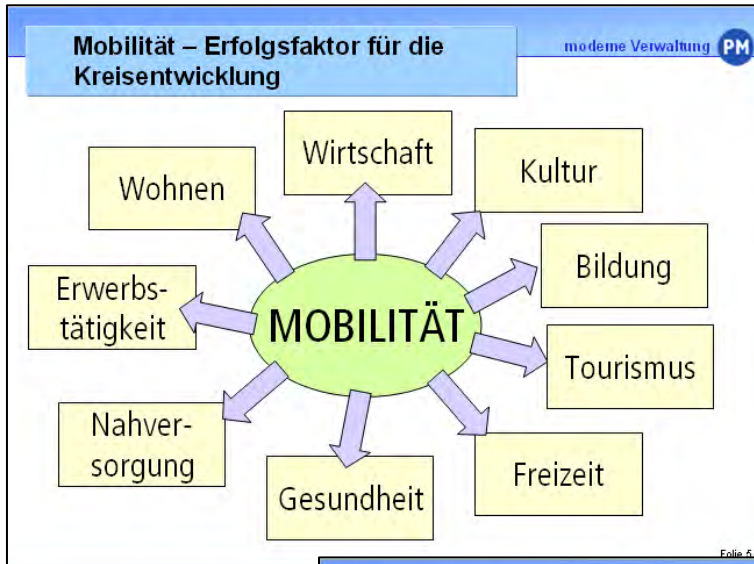 Mobilität – Erfolgsfaktor für die
Kreisentwicklung
moderne Verwaltung PM
Wirtschaft
Kultur
Wohnen
Bildung
Erwerbs-
tätigkeit
MOBILITÄT
Tourismus
Nahver-
sorgung
Freizeit
Gesundheit
Folie 5